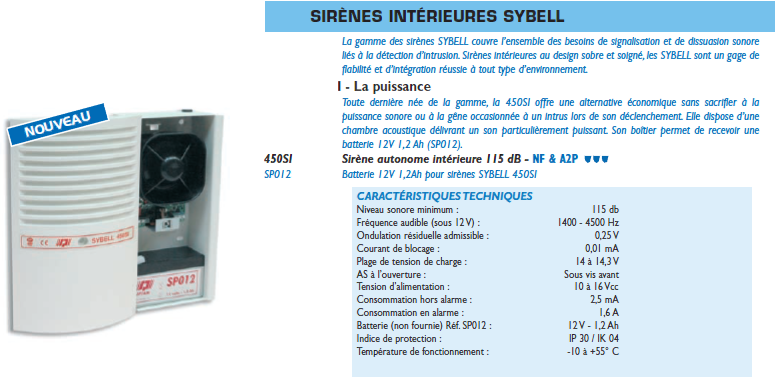 SIRÈNES INTÉRIEURES SYBELL
La gamme des sirènes SYBELL couvre l'ensemble des besoins de signalisation et de dissuasion sonore
liés à la détection d'intrusion. Sirènes intérieures au design sobre et soigné, les SYBELL sont un gage de
fiabilité et d'intégration réussie à tout type d'environnement.
I - La puissance
Toute dernière née de la gamme, la 450SI offre une alternative économique sans sacrifier à la
puissance sonore ou à la gêne occasionnée à un intrus lors de son déclenchement. Elle dispose d'une
chambre acoustique délivrant un son particulièrement puissant. Son boîtier permet de recevoir une
batterie 12V 1,2 Ah (SP012).
450SI Sirène autonome intérieure 115 dB - NF & A2P
SP012 Batterie 12V 1,2Ah pour sirènes SYBELL 450SI
CARACTÉRISTIQUES TECHNIQUES
Niveau sonore minimum : 115 db
Fréquence audible (sous 12V) : 1400 - 4500 Hz
Ondulation résiduelle admissible : 0,25 V
Courant de blocage : 0,01 mA
Plage de tension de charge : 14 à 14,3 V
AS à l'ouverture : Sous vis avant
Tension d'alimentation : 10 à 16 Vcc
Consommation hors alarme : 2,5 mA
Consommation en alarme : 1,6 A
Batterie (non fournie) Réf. SP012 : 12 V - 1,2 Ah
Indice de protection : IP 30 / IK 04
Température de fonctionnement : -10 à +55° C
NOUVEAU
CE SYBELL
SP012